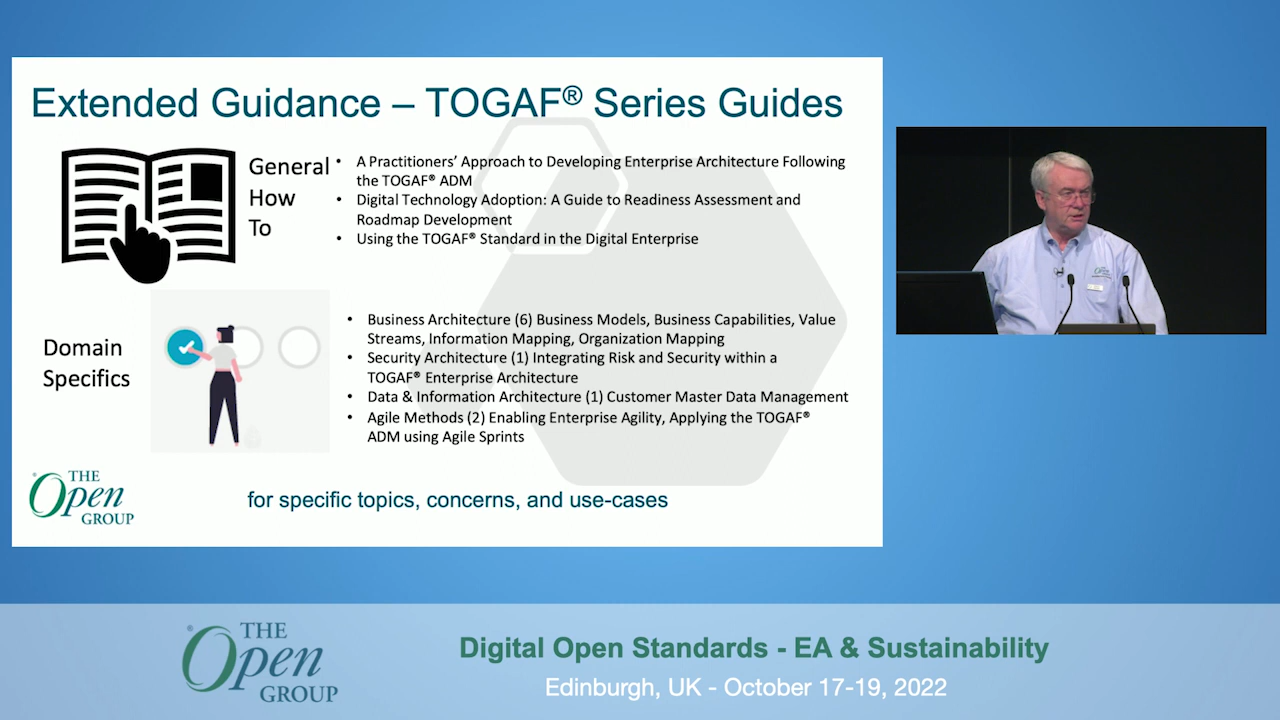 Extended Guidance – TOGAF® Series Guides
General
How
To
• A Practitioners' Approach to Developing Enterprise Architecture Following
the TOGAF® ADM
• Digital Technology Adoption: A Guide to Readiness Assessment and
Roadmap Development
• Using the TOGAF® Standard in the Digital Enterprise
Domain
Specifics
• Business Architecture (6) Business Models, Business Capabilities, Value
Streams, Information Mapping, Organization Mapping
• Security Architecture (1) Integrating Risk and Security within a
TOGAF® Enterprise Architecture
• Data & Information Architecture (1) Customer Master Data Management
• Agile Methods (2) Enabling Enterprise Agility, Applying the TOGAF®
ADM using Agile Sprints
THE
Open
GROUP
for specific topics, concerns, and use-cases
THE
Open
THE
Open
GROUP
Digital Open Standards - EA & Sustainability
Edinburgh, UK - October 17-19, 2022